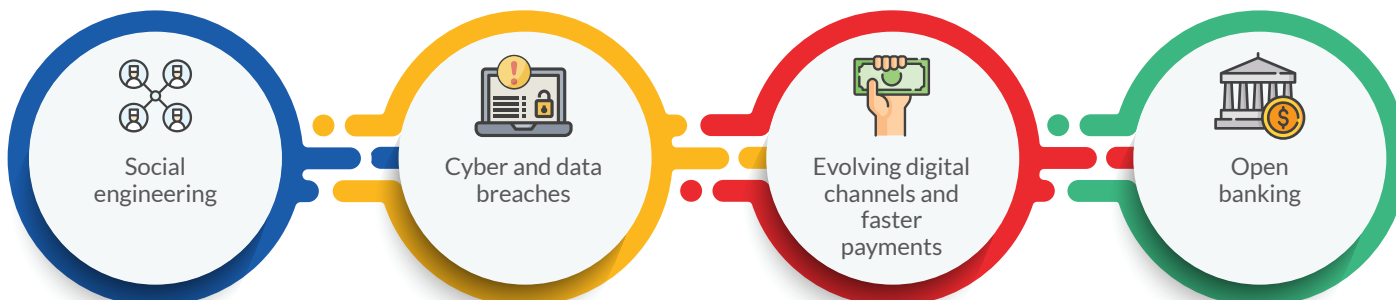 Social
engineering
Cyber and data
breaches
Evolving digital
channels and
faster
payments
Open
banking